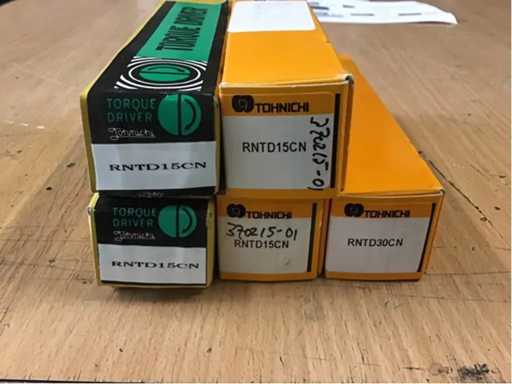 TORQUE DRIVER
TORQUE
DRIVER
Tohnichi
RNTD15CN
TOHNICHI
RNTD15CN
370215-01
TORQUE
DRIVER
Tohnichi
RNTD15CN
TOHNICHI
370215-01
RNTD15CN
TOHNICHI
RNTD30CN